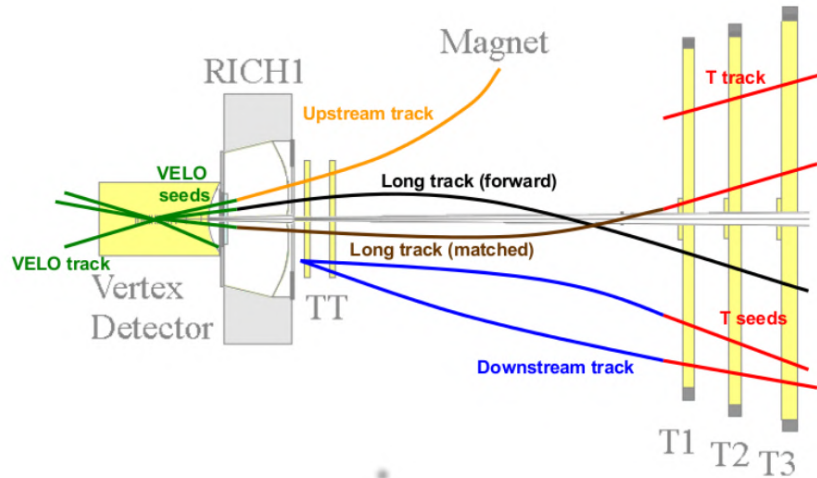 Magnet
RICH1
T track
Upstream track
VELO
seeds
Long track (forward)
Long track (matched)
VELO track
Vertex
Detector
TT
T seeds
Downstream track
T1
T2
T3